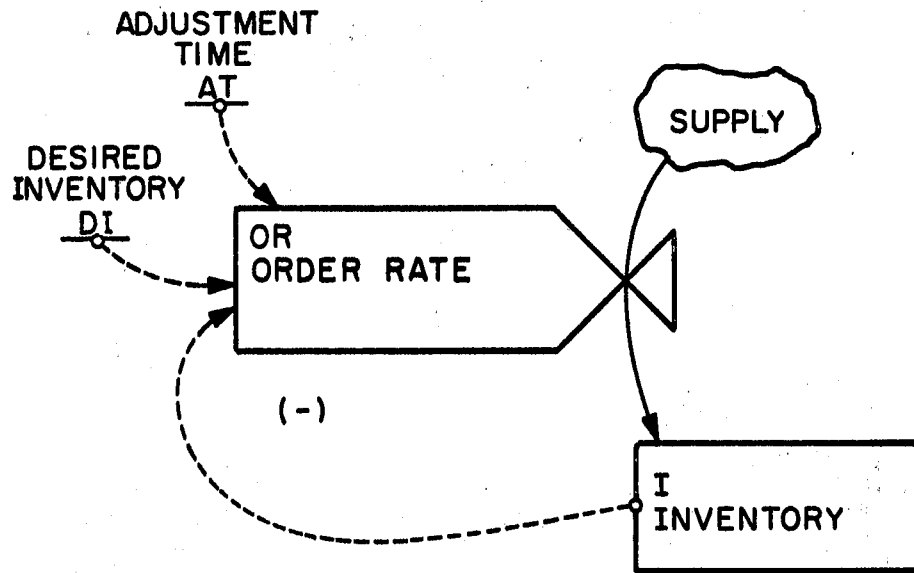 ADJUSTMENT
TIME
AT
SUPPLY
DESIRED
INVENTORY
DI
OR
ORDER RATE
(-)
I
INVENTORY